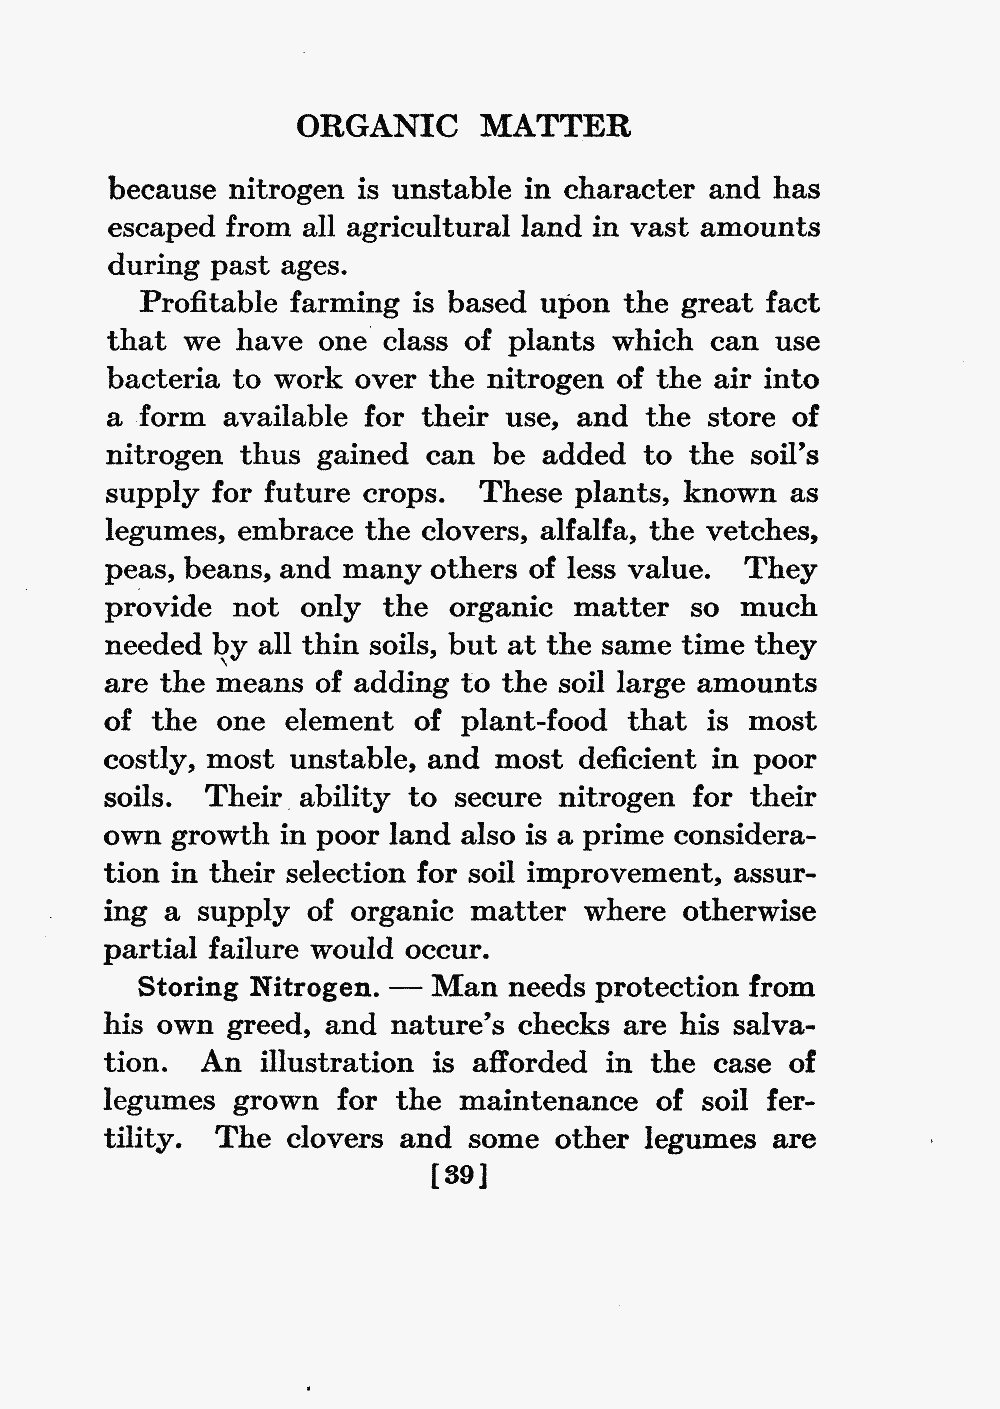 ORGANIC MATTER
because nitrogen is unstable in character and has
escaped from all agricultural land in vast amounts
during past ages.
Profitable farming is based upon the great fact
that we have one class of plants which can use
bacteria to work over the nitrogen of the air into
a form available for their use, and the store of
nitrogen thus gained can be added to the soil's
supply for future crops. These plants, known as
legumes, embrace the clovers, alfalfa, the vetches,
peas, beans, and many others of less value. They
provide not only the organic matter so much
needed by all thin soils, but at the same time they
are the means of adding to the soil large amounts
of the one element of plant-food that is most
costly, most unstable, and most deficient in poor
soils. Their ability to secure nitrogen for their
own growth in poor land also is a prime considera-
tion in their selection for soil improvement, assur-
ing a supply of organic matter where otherwise
partial failure would occur.
Storing Nitrogen. — Man needs protection from
his own greed, and nature's checks are his salva-
tion. An illustration is afforded in the case of
legumes grown for the maintenance of soil fer-
tility. The clovers and some other legumes are
[39]